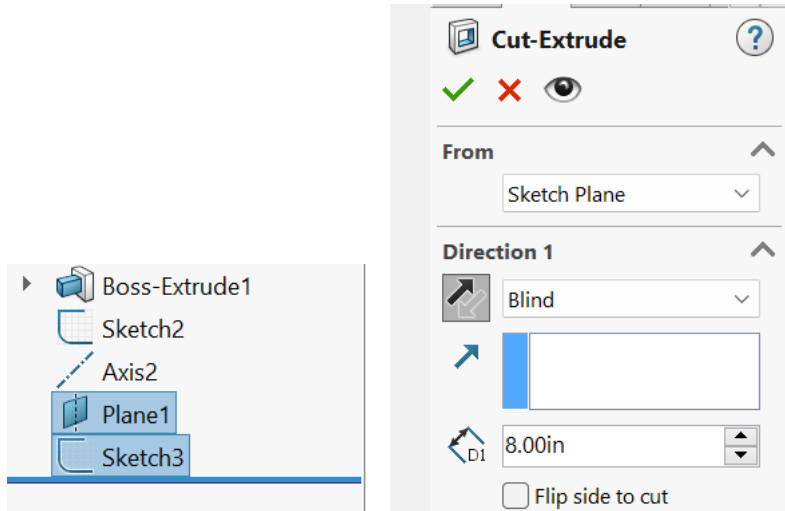 Boss-Extrude1
Sketch2
Axis2
Plane1
Sketch3
Cut-Extrude
?
From
Sketch Plane
Direction 1
Blind
D1
8.00in
Flip side to cut